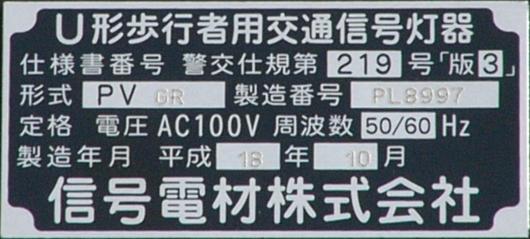 U形歩行者用交通信号灯器
仕様書番号 警交仕規第 219 号「版3」
形式 PV GR 製造番号 PL8997
定格 電圧 AC100V 周波数 50/60 Hz
製造年月 平成 18 年 10 月
信号電材株式会社